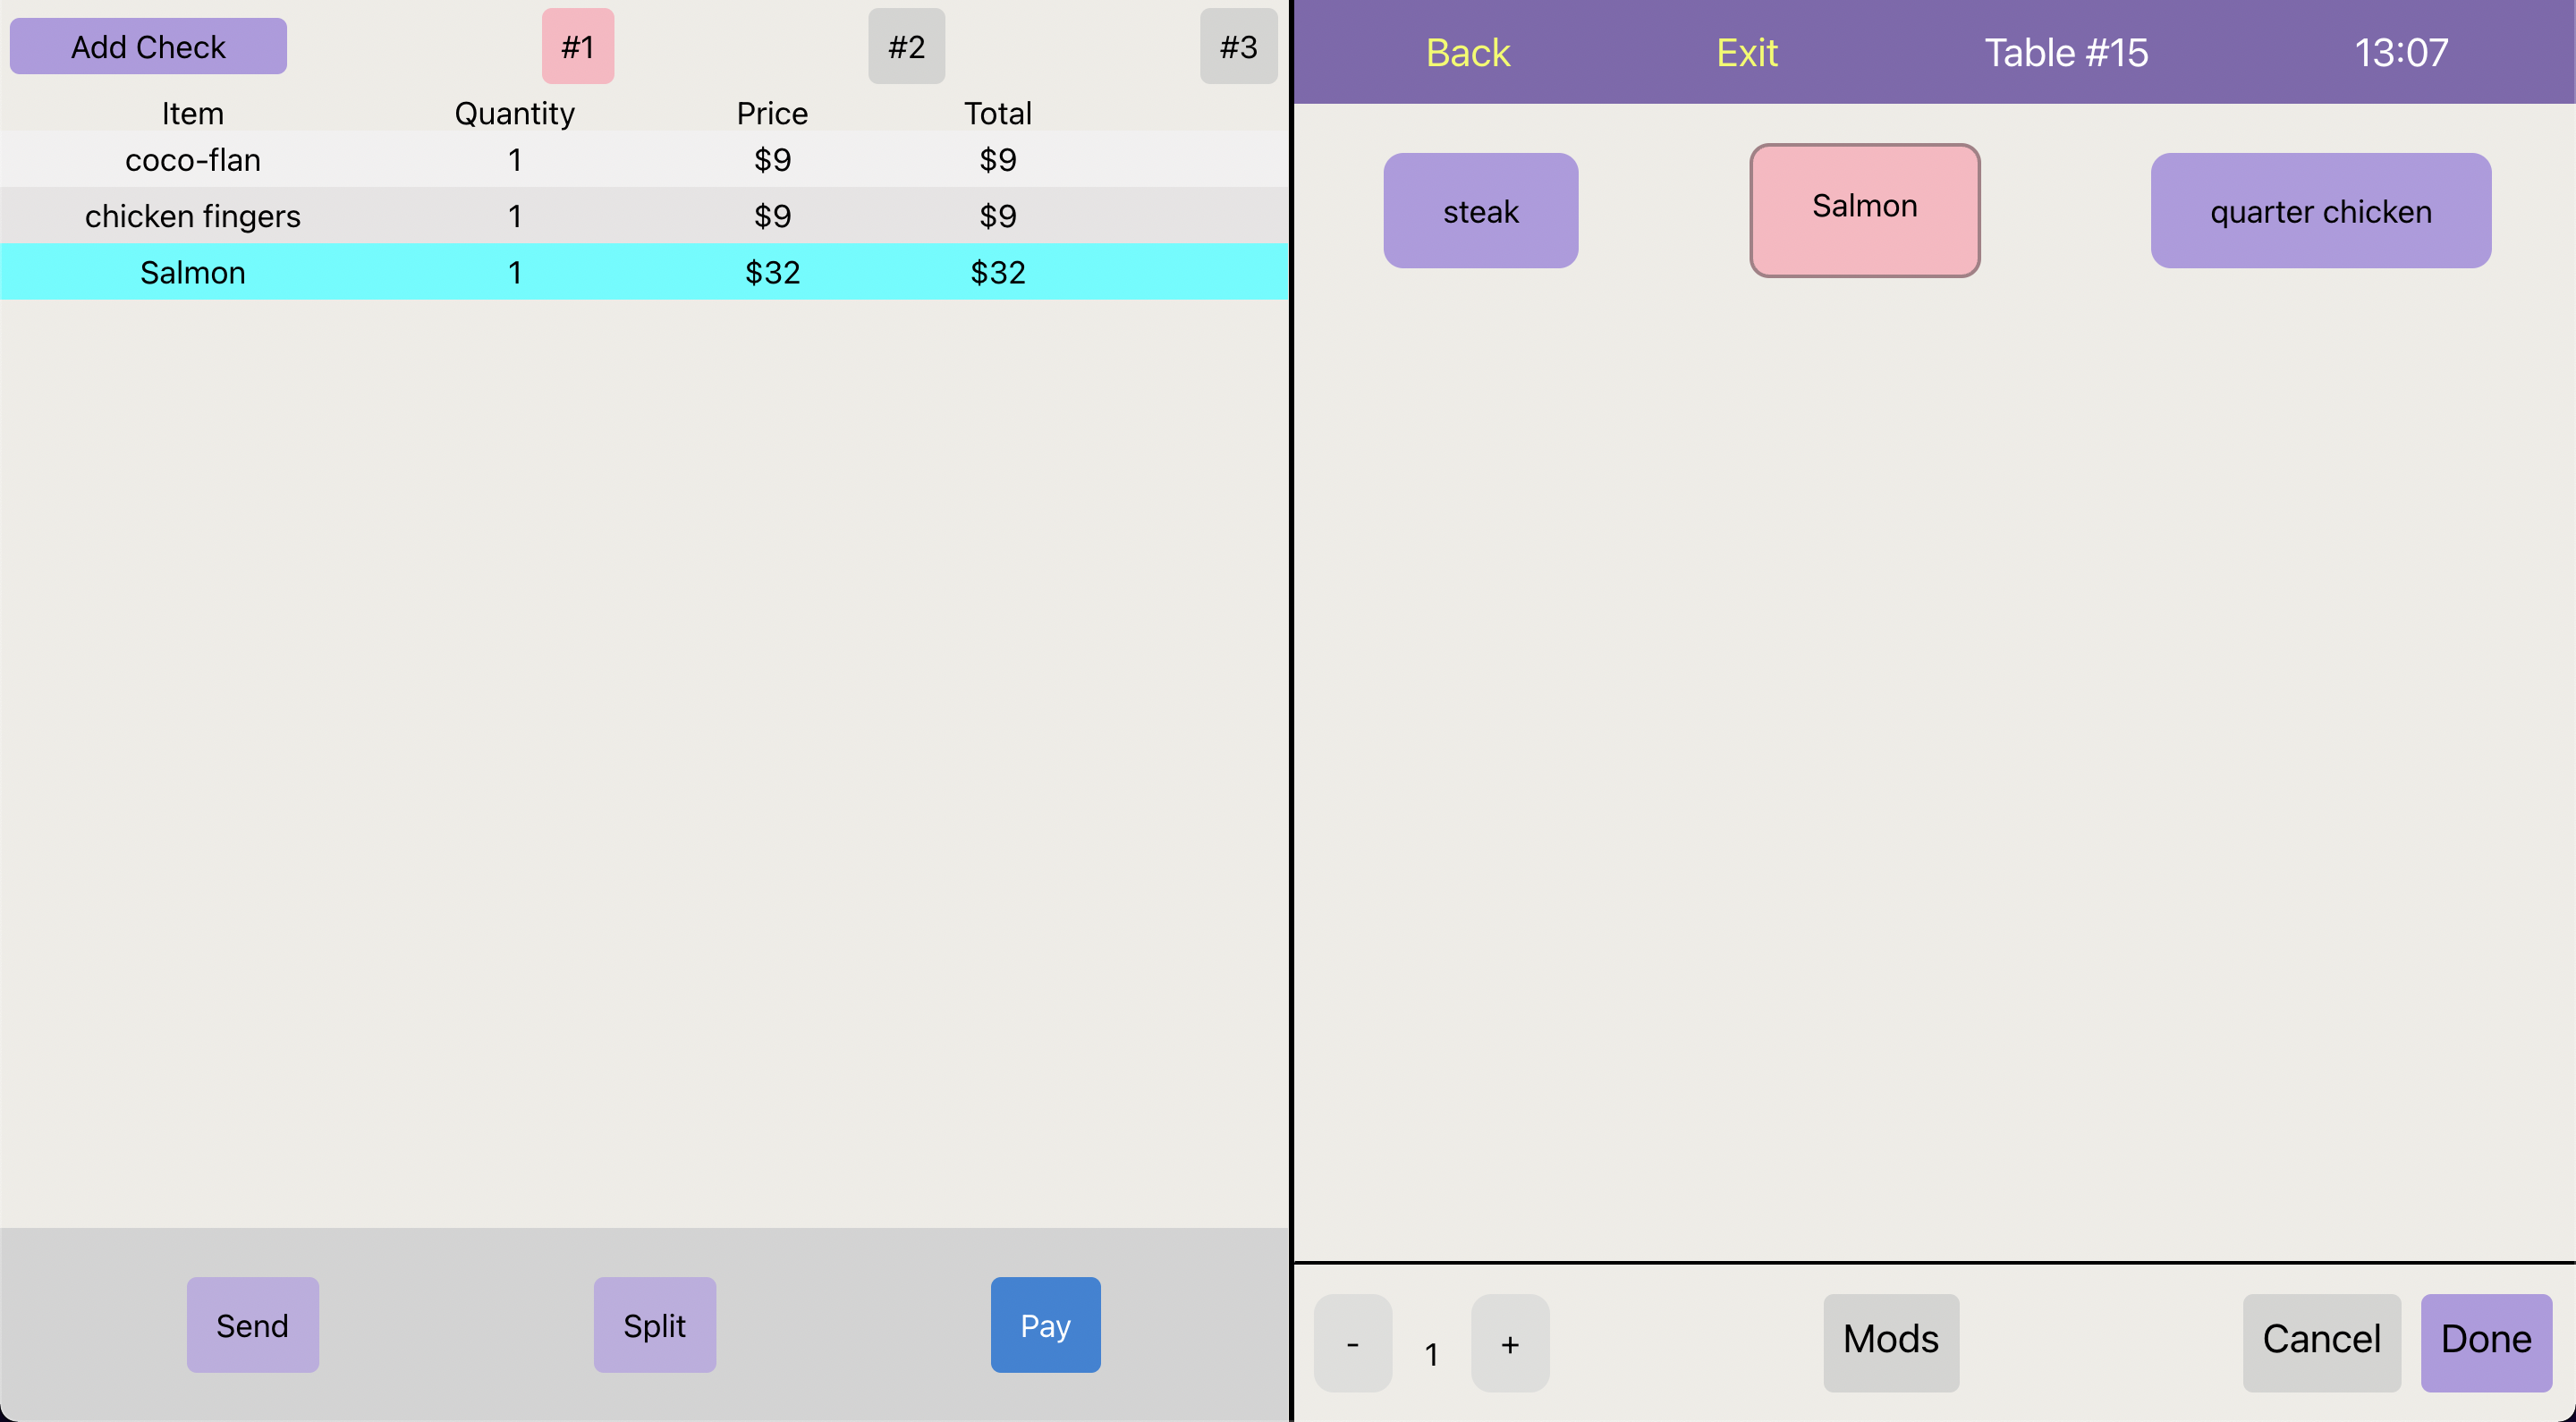 Add Check #1 #2 #3
Item Quantity Price Total
coco-flan 1 $9 $9
chicken fingers 1 $9 $9
Salmon 1 $32 $32
Send Split Pay
Back Exit Table #15 13:07
steak Salmon quarter chicken
- 1 + Mods Cancel Done